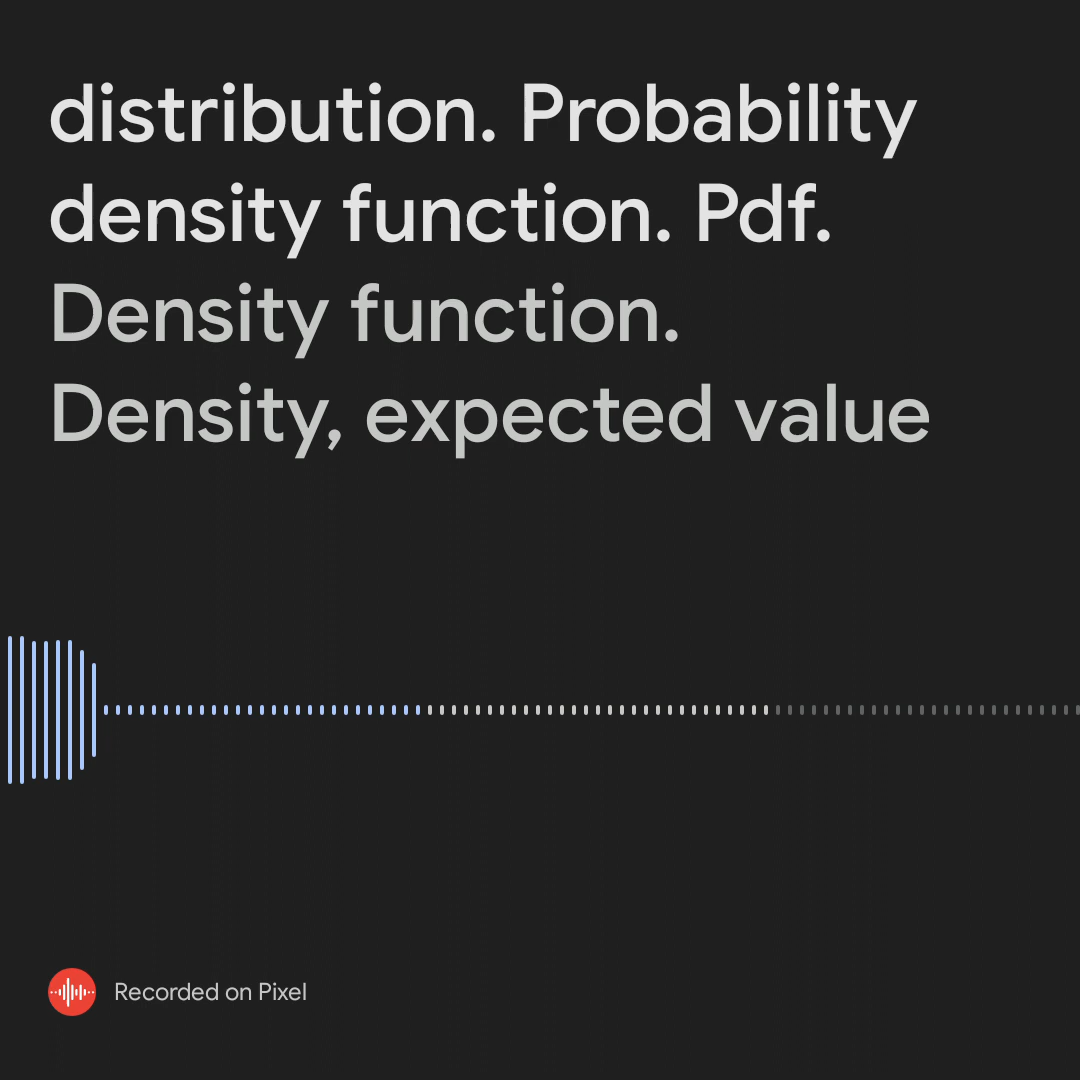 distribution. Probability
density function. Pdf.
Density function.
Density, expected value
Recorded on Pixel